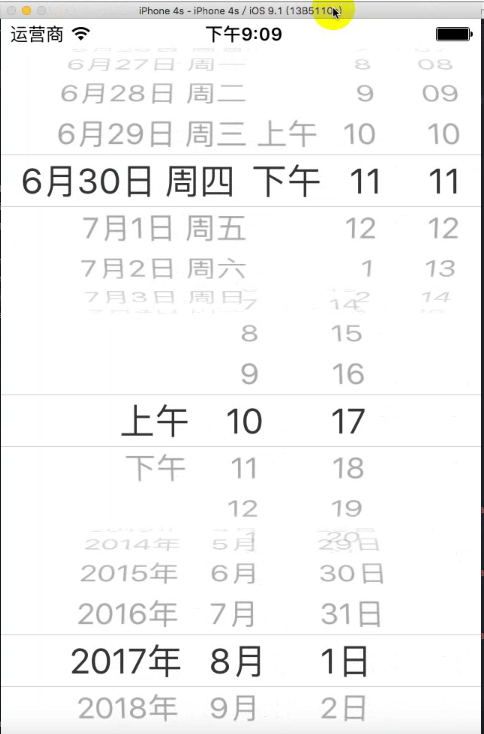 iPhone 4s - iPhone 4s / iOS 9.1 (13B5110
运营商 下午9:09
6月27日 周一 8 08
6月28日 周二 9 09
6月29日 周三 上午 10 10
6月30日 周四 下午 11 11
7月1日 周五 12 12
7月2日 周六 1 13
7月3日 周日 2 14
7 14
8 15
9 16
上午 10 17
下午 11 18
12 19
1 20
2014年 5月 29日
2015年 6月 30日
2016年 7月 31日
2017年 8月 1日
2018年 9月 2日